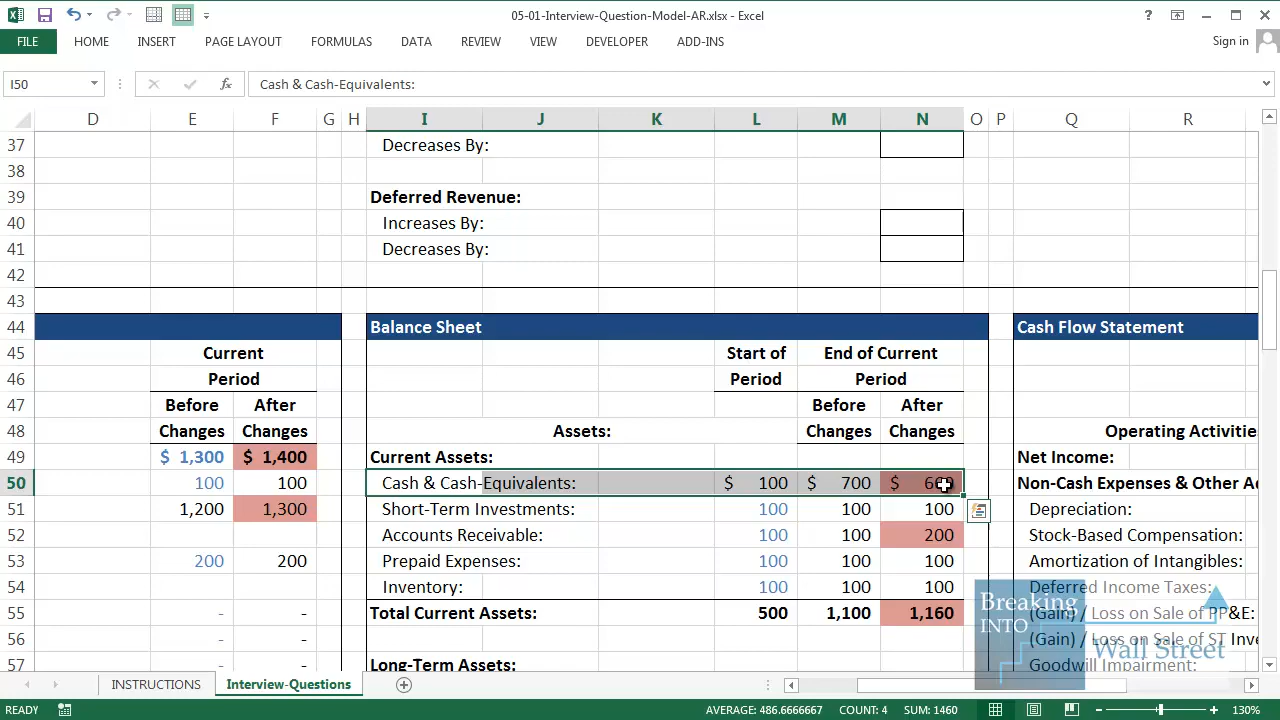 05-01-Interview-Question-Model-AR.xlsx - Excel
FILE HOME INSERT PAGE LAYOUT FORMULAS DATA REVIEW VIEW DEVELOPER ADD-INS Sign in
I50 Cash & Cash-Equivalents:
D E F G H I J K L M N O P Q R
37 Decreases By:
38
39 Deferred Revenue:
40 Increases By:
41 Decreases By:
42
43
44 Balance Sheet Cash Flow Statement
45 Current Start of End of Current
46 Period Period Period
47 Before After Before After
48 Changes Changes Assets: Changes Changes Operating Activitie
49 $ 1,300 $ 1,400 Current Assets: Net Income:
50 100 100 Cash & Cash-Equivalents: $ 100 $ 700 $ Non-Cash Expenses & Other Ac
51 1,200 1,300 Short-Term Investments: 100 100 100 Depreciation:
52 Accounts Receivable: 100 100 200 Stock-Based Compensation:
53 200 200 Prepaid Expenses: 100 100 100 Amortization of Intangibles:
54 Inventory: 100 100 100 Deferred Income Taxes:
55 - - Total Current Assets: 500 1,100 1,160 (Gain) / Loss on Sale of PP&E:
56 - - (Gain) / Loss on Sale of ST Inve
57 - - Long-Term Assets: Goodwill Impairment:
Breaking
INTO
Wall Street
INSTRUCTIONS Interview-Questions
READY AVERAGE: 486.6666667 COUNT: 4 SUM: 1460 130%